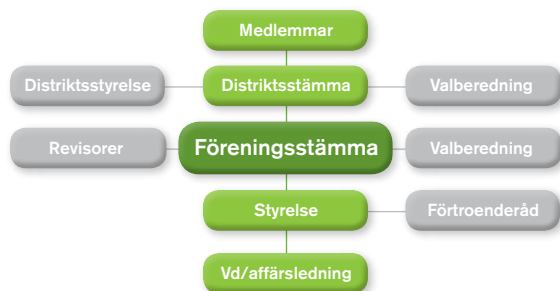 Medlemmar
Distriktsstyrelse
Distriktsstämma
Valberedning
Revisorer
Föreningsstämma
Valberedning
Styrelse
Förtroenderåd
Vd/affärsledning